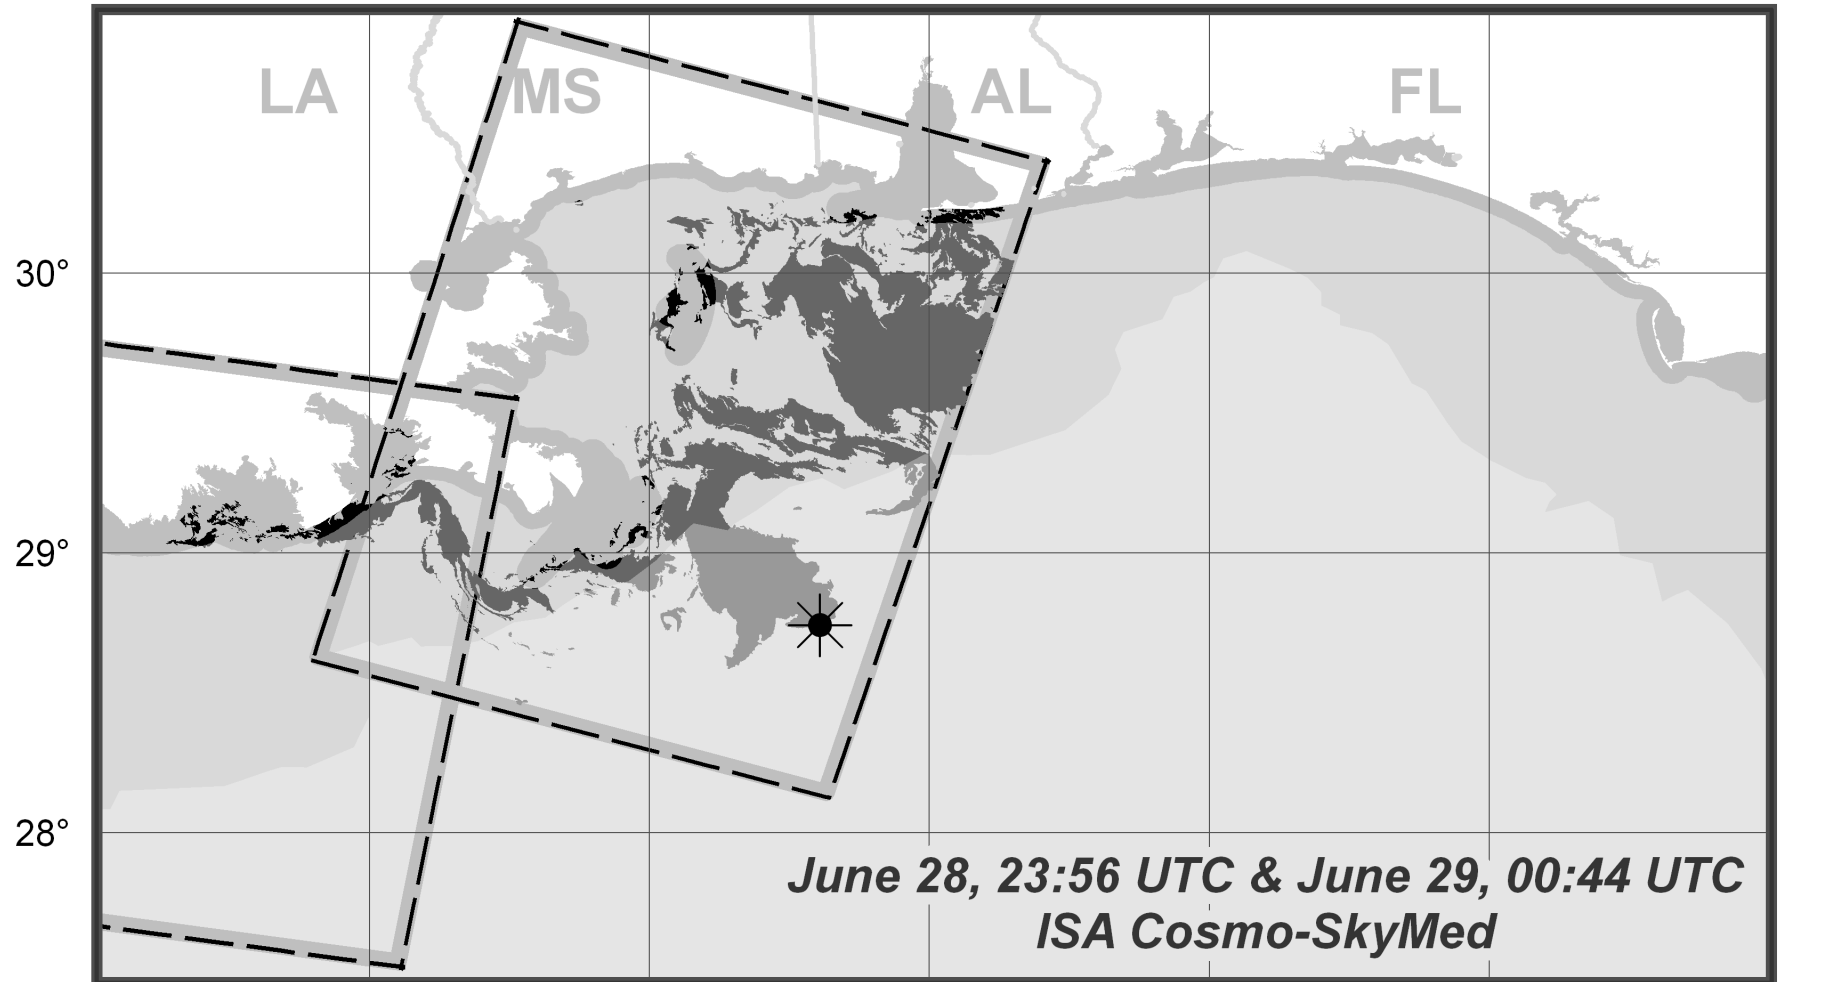 LA MS AL FL
30°
29°
28°
June 28, 23:56 UTC & June 29, 00:44 UTC
ISA Cosmo-SkyMed